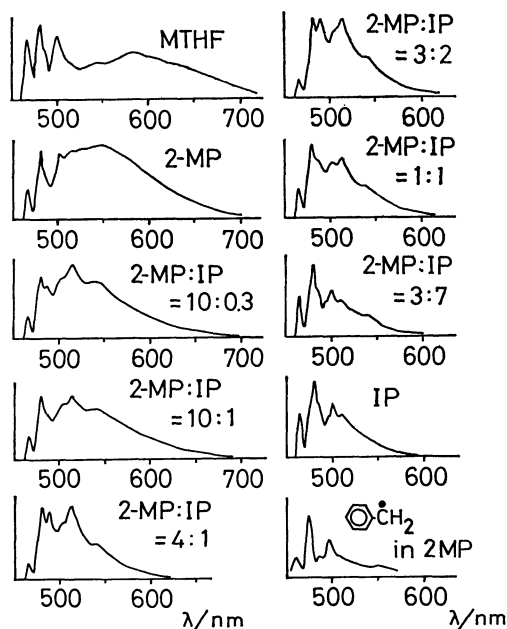 MTHF
500 600 700
2-MP
500 600 700
2-MP:IP
=10:0.3
500 600 700
2-MP:IP
=10:1
500 600 700
2-MP:IP
=4:1
500 600
λ/nm
2-MP:IP
=3:2
500 600
2-MP:IP
=1:1
500 600
2-MP:IP
=3:7
500 600
IP
500 600
ĊH2
in 2MP
500 600
λ/nm